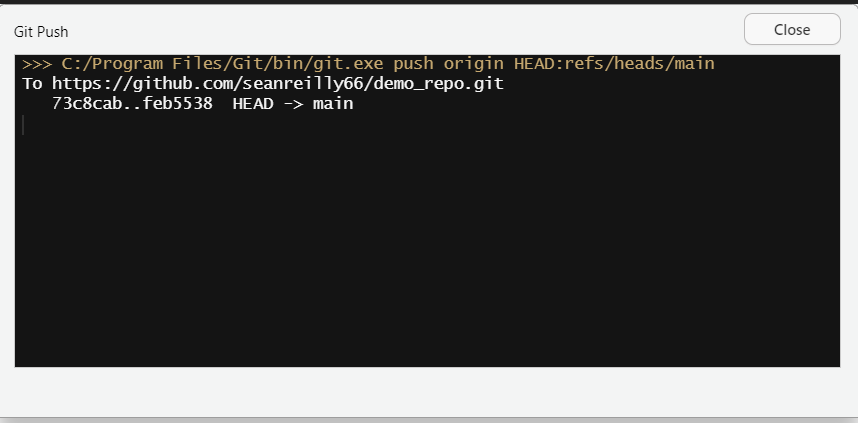 Git Push
Close
>>> C:/Program Files/Git/bin/git.exe push origin HEAD:refs/heads/main
To https://github.com/seanreilly66/demo_repo.git
   73c8cab..feb5538  HEAD -> main